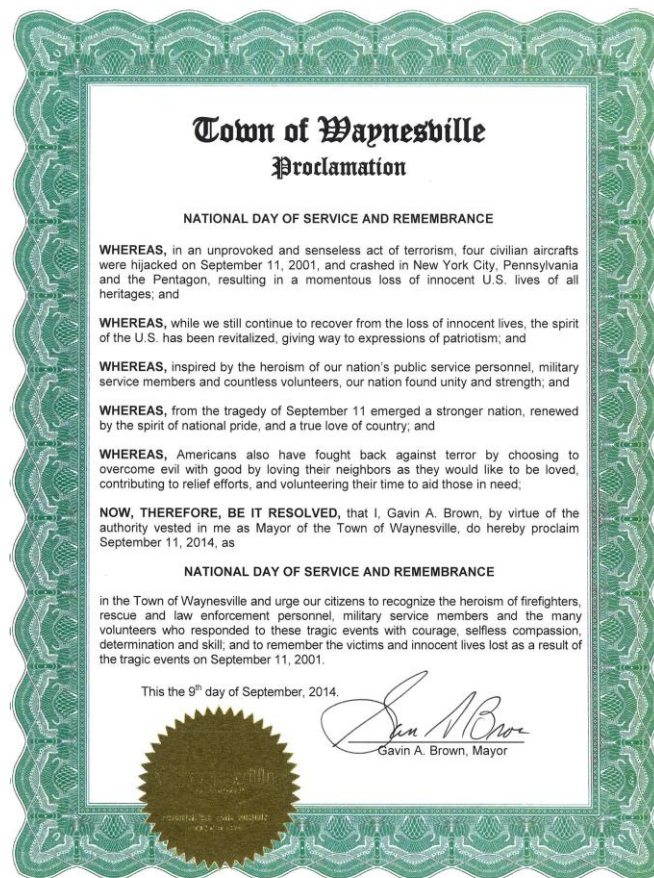 Town of Waynesville
Proclamation
NATIONAL DAY OF SERVICE AND REMEMBRANCE
WHEREAS, in an unprovoked and senseless act of terrorism, four civilian aircrafts
were hijacked on September 11, 2001, and crashed in New York City, Pennsylvania
and the Pentagon, resulting in a momentous loss of innocent U.S. lives of all
heritages; and
WHEREAS, while we still continue to recover from the loss of innocent lives, the spirit
of the U.S. has been revitalized, giving way to expressions of patriotism; and
WHEREAS, inspired by the heroism of our nation's public service personnel, military
service members and countless volunteers, our nation found unity and strength; and
WHEREAS, from the tragedy of September 11 emerged a stronger nation, renewed
by the spirit of national pride, and a true love of country; and
WHEREAS, Americans also have fought back against terror by choosing to
overcome evil with good by loving their neighbors as they would like to be loved,
contributing to relief efforts, and volunteering their time to aid those in need;
NOW, THEREFORE, BE IT RESOLVED, that I, Gavin A. Brown, by virtue of the
authority vested in me as Mayor of the Town of Waynesville, do hereby proclaim
September 11, 2014, as
NATIONAL DAY OF SERVICE AND REMEMBRANCE
in the Town of Waynesville and urge our citizens to recognize the heroism of firefighters,
rescue and law enforcement personnel, military service members and the many
volunteers who responded to these tragic events with courage, selfless compassion,
determination and skill; and to remember the victims and innocent lives lost as a result of
the tragic events on September 11, 2001.
This the 9th day of September, 2014.
Gavin A. Brown, Mayor